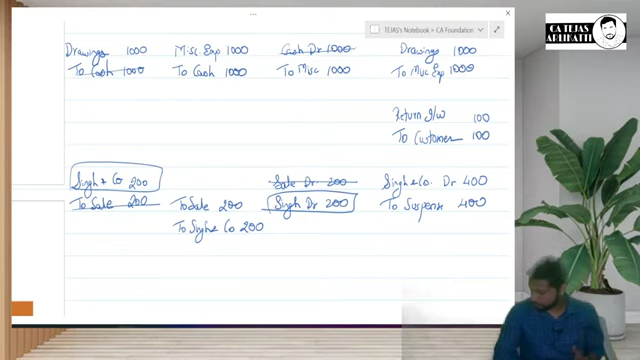 TEJAS's Notebook > CA Foundation
CA TEJAS
ARLIKATTI
Drawings 1000
To Cash 1000
Misc. Exp 1000
To Cash 1000
Cash Dr 1000
To Misc 1000
Drawings 1000
To Misc Exp 1000
Return I/W 100
To Customer 100
Singh & Co 200
To Sale 200
To Sale 200
To Singh & Co 200
Sale Dr 200
Singh Dr 200
Singh & Co. Dr 400
To Suspense 400